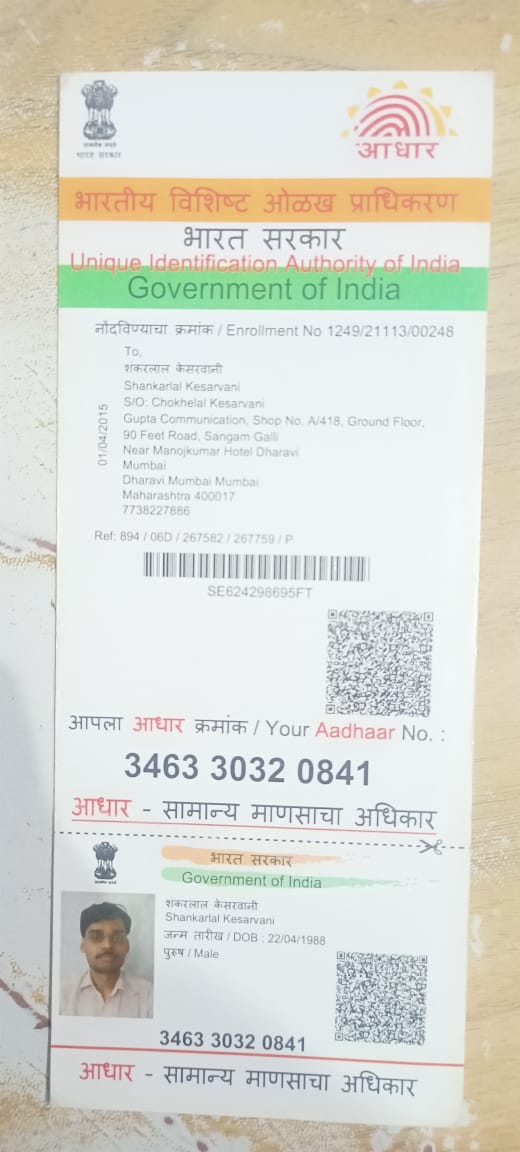 सत्यमेव जयते
भारत सरकार
आधार
भारतीय विशिष्ट ओळख प्राधिकरण
भारत सरकार
Unique Identification Authority of India
Government of India
नोंदविण्याचा क्रमांक / Enrollment No 1249/21113/00248
To,
शंकरलाल केसरवानी
Shankarlal Kesarvani
S/O: Chokhelal Kesarvani
Gupta Communication, Shop No. A/418, Ground Floor,
90 Feet Road, Sangam Galli
Near Manojkumar Hotel Dharavi
Mumbai
Dharavi Mumbai Mumbai
Maharashtra 400017
7738227886
01/04/2015
Ref: 894 / 06D / 267582 / 267759 / P
SE624298695FT
आपला आधार क्रमांक / Your Aadhaar No. :
3463 3032 0841
आधार - सामान्य माणसाचा अधिकार
भारत सरकार
Government of India
शंकरलाल केसरवानी
Shankarlal Kesarvani
जन्म तारीख / DOB : 22/04/1988
पुरुष / Male
3463 3032 0841
आधार - सामान्य माणसाचा अधिकार